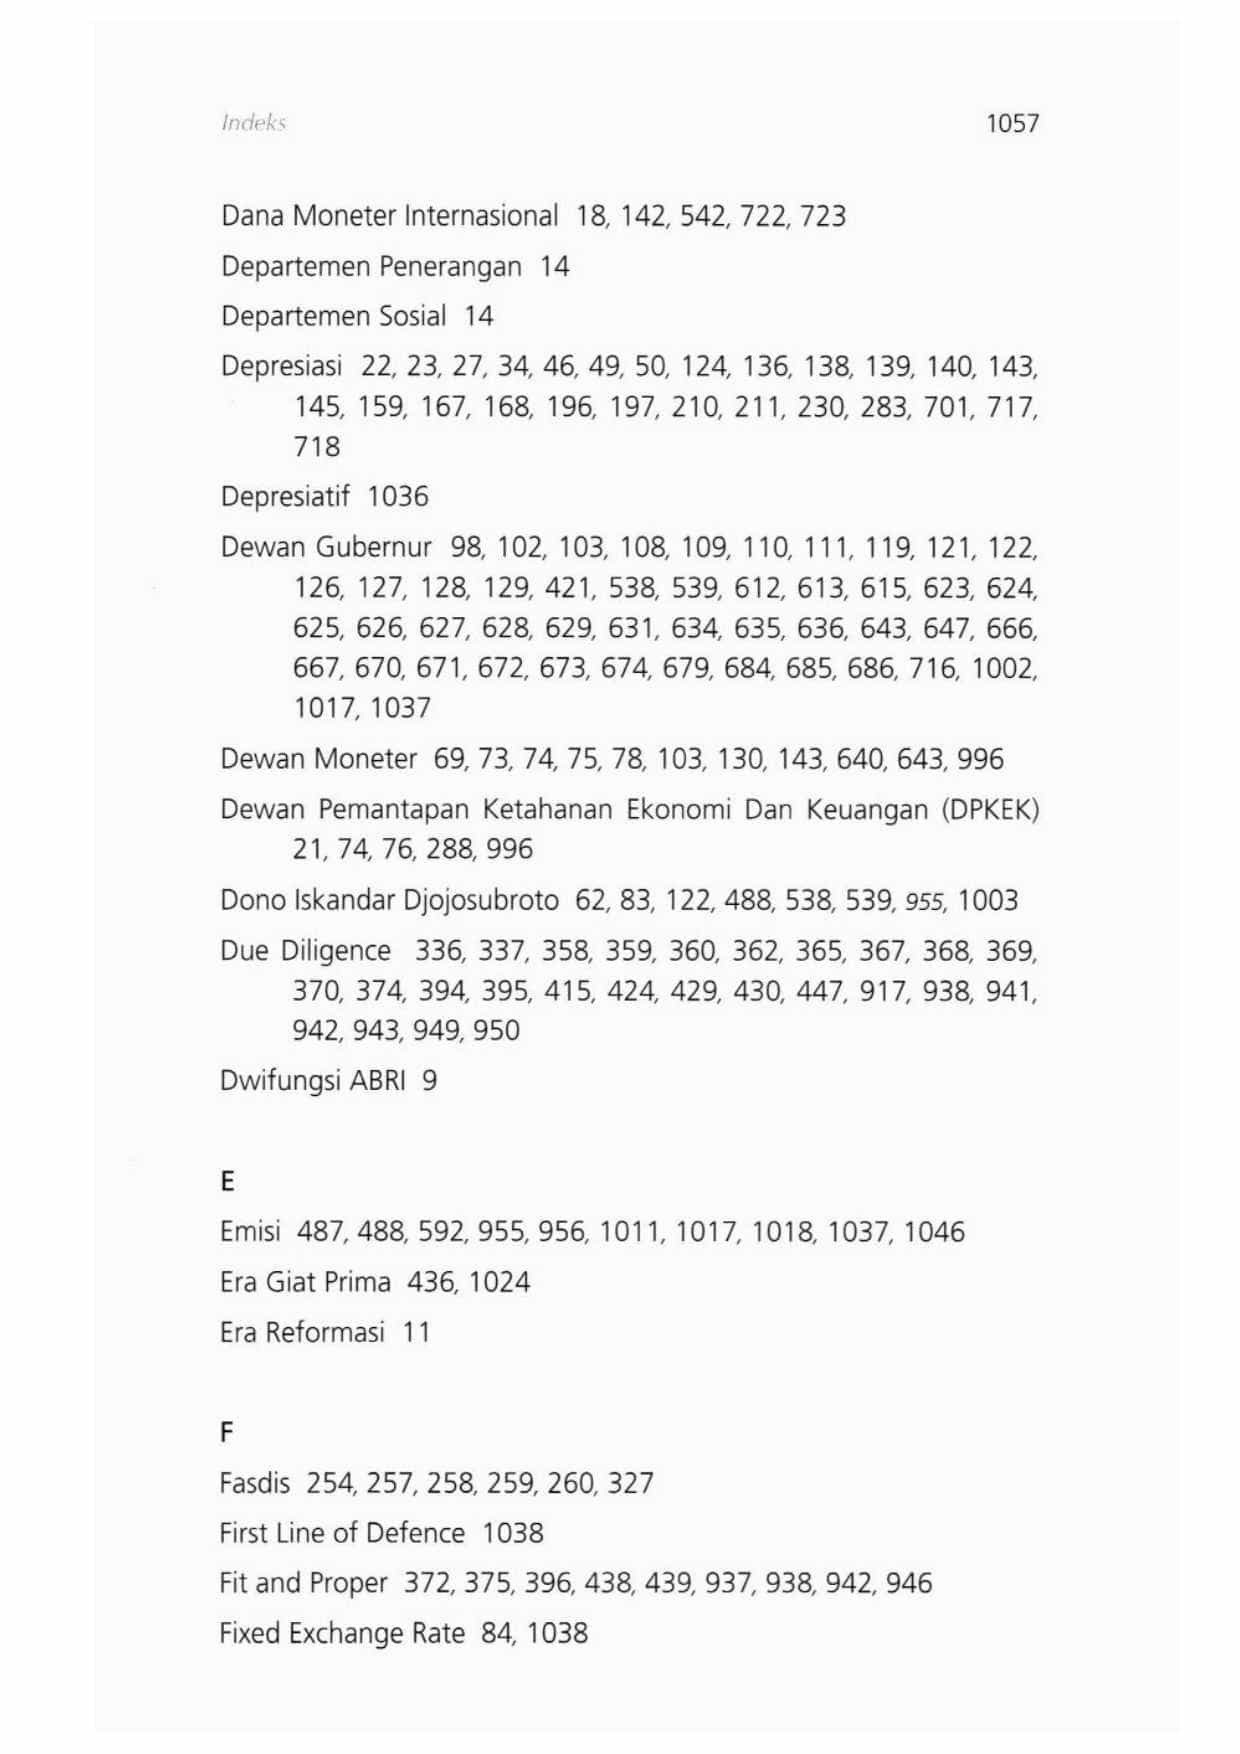 Indeks 1057
Dana Moneter Internasional 18, 142, 542, 722, 723
Departemen Penerangan 14
Departemen Sosial 14
Depresiasi 22, 23, 27, 34, 46, 49, 50, 124, 136, 138, 139, 140, 143,
145, 159, 167, 168, 196, 197, 210, 211, 230, 283, 701, 717,
718
Depresiatif 1036
Dewan Gubernur 98, 102, 103, 108, 109, 110, 111, 119, 121, 122,
126, 127, 128, 129, 421, 538, 539, 612, 613, 615, 623, 624,
625, 626, 627, 628, 629, 631, 634, 635, 636, 643, 647, 666,
667, 670, 671, 672, 673, 674, 679, 684, 685, 686, 716, 1002,
1017, 1037
Dewan Moneter 69, 73, 74, 75, 78, 103, 130, 143, 640, 643, 996
Dewan Pemantapan Ketahanan Ekonomi Dan Keuangan (DPKEK)
21, 74, 76, 288, 996
Dono Iskandar Djojosubroto 62, 83, 122, 488, 538, 539, 955, 1003
Due Diligence 336, 337, 358, 359, 360, 362, 365, 367, 368, 369,
370, 374, 394, 395, 415, 424, 429, 430, 447, 917, 938, 941,
942, 943, 949, 950
Dwifungsi ABRI 9
E
Emisi 487, 488, 592, 955, 956, 1011, 1017, 1018, 1037, 1046
Era Giat Prima 436, 1024
Era Reformasi 11
F
Fasdis 254, 257, 258, 259, 260, 327
First Line of Defence 1038
Fit and Proper 372, 375, 396, 438, 439, 937, 938, 942, 946
Fixed Exchange Rate 84, 1038